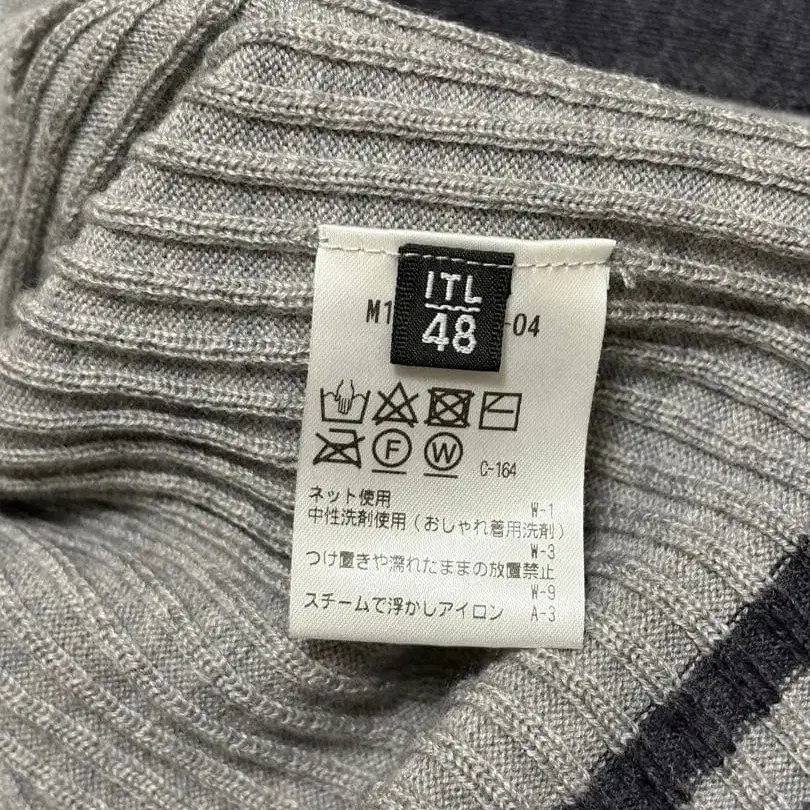 ITL
48
M1
-04
F W C-164
ネット使用 W-1
中性洗剤使用(おしゃれ着用洗剤)
W-3
つけ置きや濡れたままの放置禁止
W-9
スチームで浮かしアイロン A-3